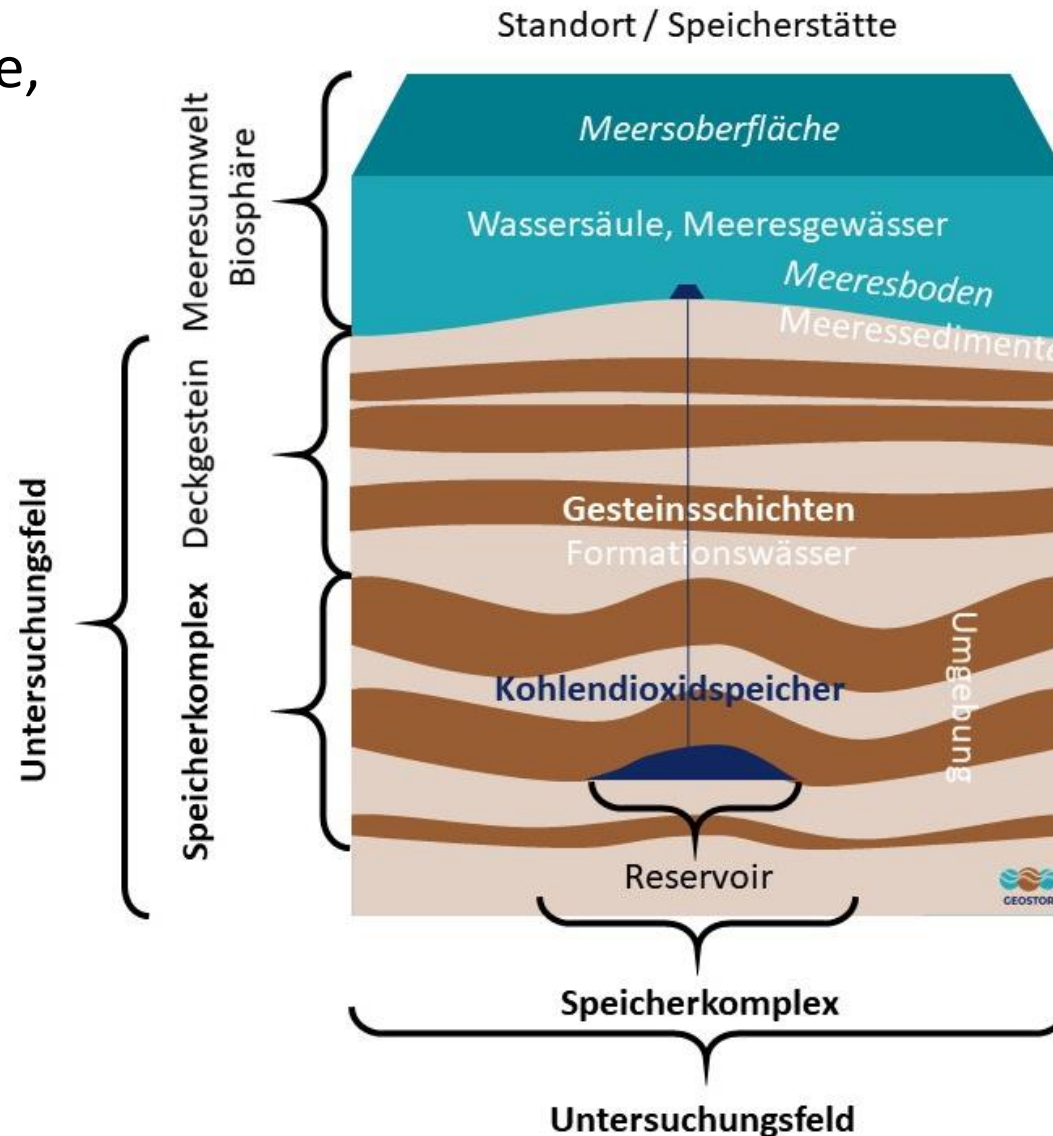 Standort / Speicherstätte
e,
Meeresumwelt
Biosphäre
Meersoberfläche
Wassersäule, Meeresgewässer
Meeresboden
Meeressedimente
Deckgestein
Gesteinsschichten
Formationswässer
Untersuchungsfeld
Speicherkomplex
Umgebung
Kohlendioxidspeicher
Reservoir
GEOSTOR
Speicherkomplex
Untersuchungsfeld